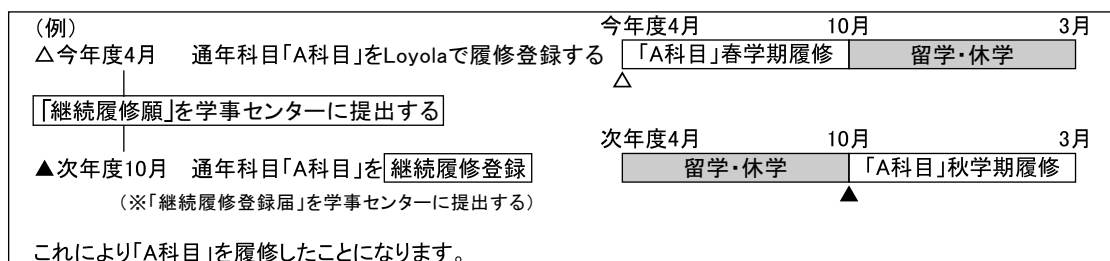 (例)
今年度4月 10月 3月
△今年度4月 通年科目「A科目」をLoyolaで履修登録する
「A科目」春学期履修 留学・休学
△
「継続履修願」を学事センターに提出する
次年度4月 10月 3月
▲次年度10月 通年科目「A科目」を継続履修登録
留学・休学 「A科目」秋学期履修
▲
(※「継続履修登録届」を学事センターに提出する)
これにより「A科目」を履修したことになります。